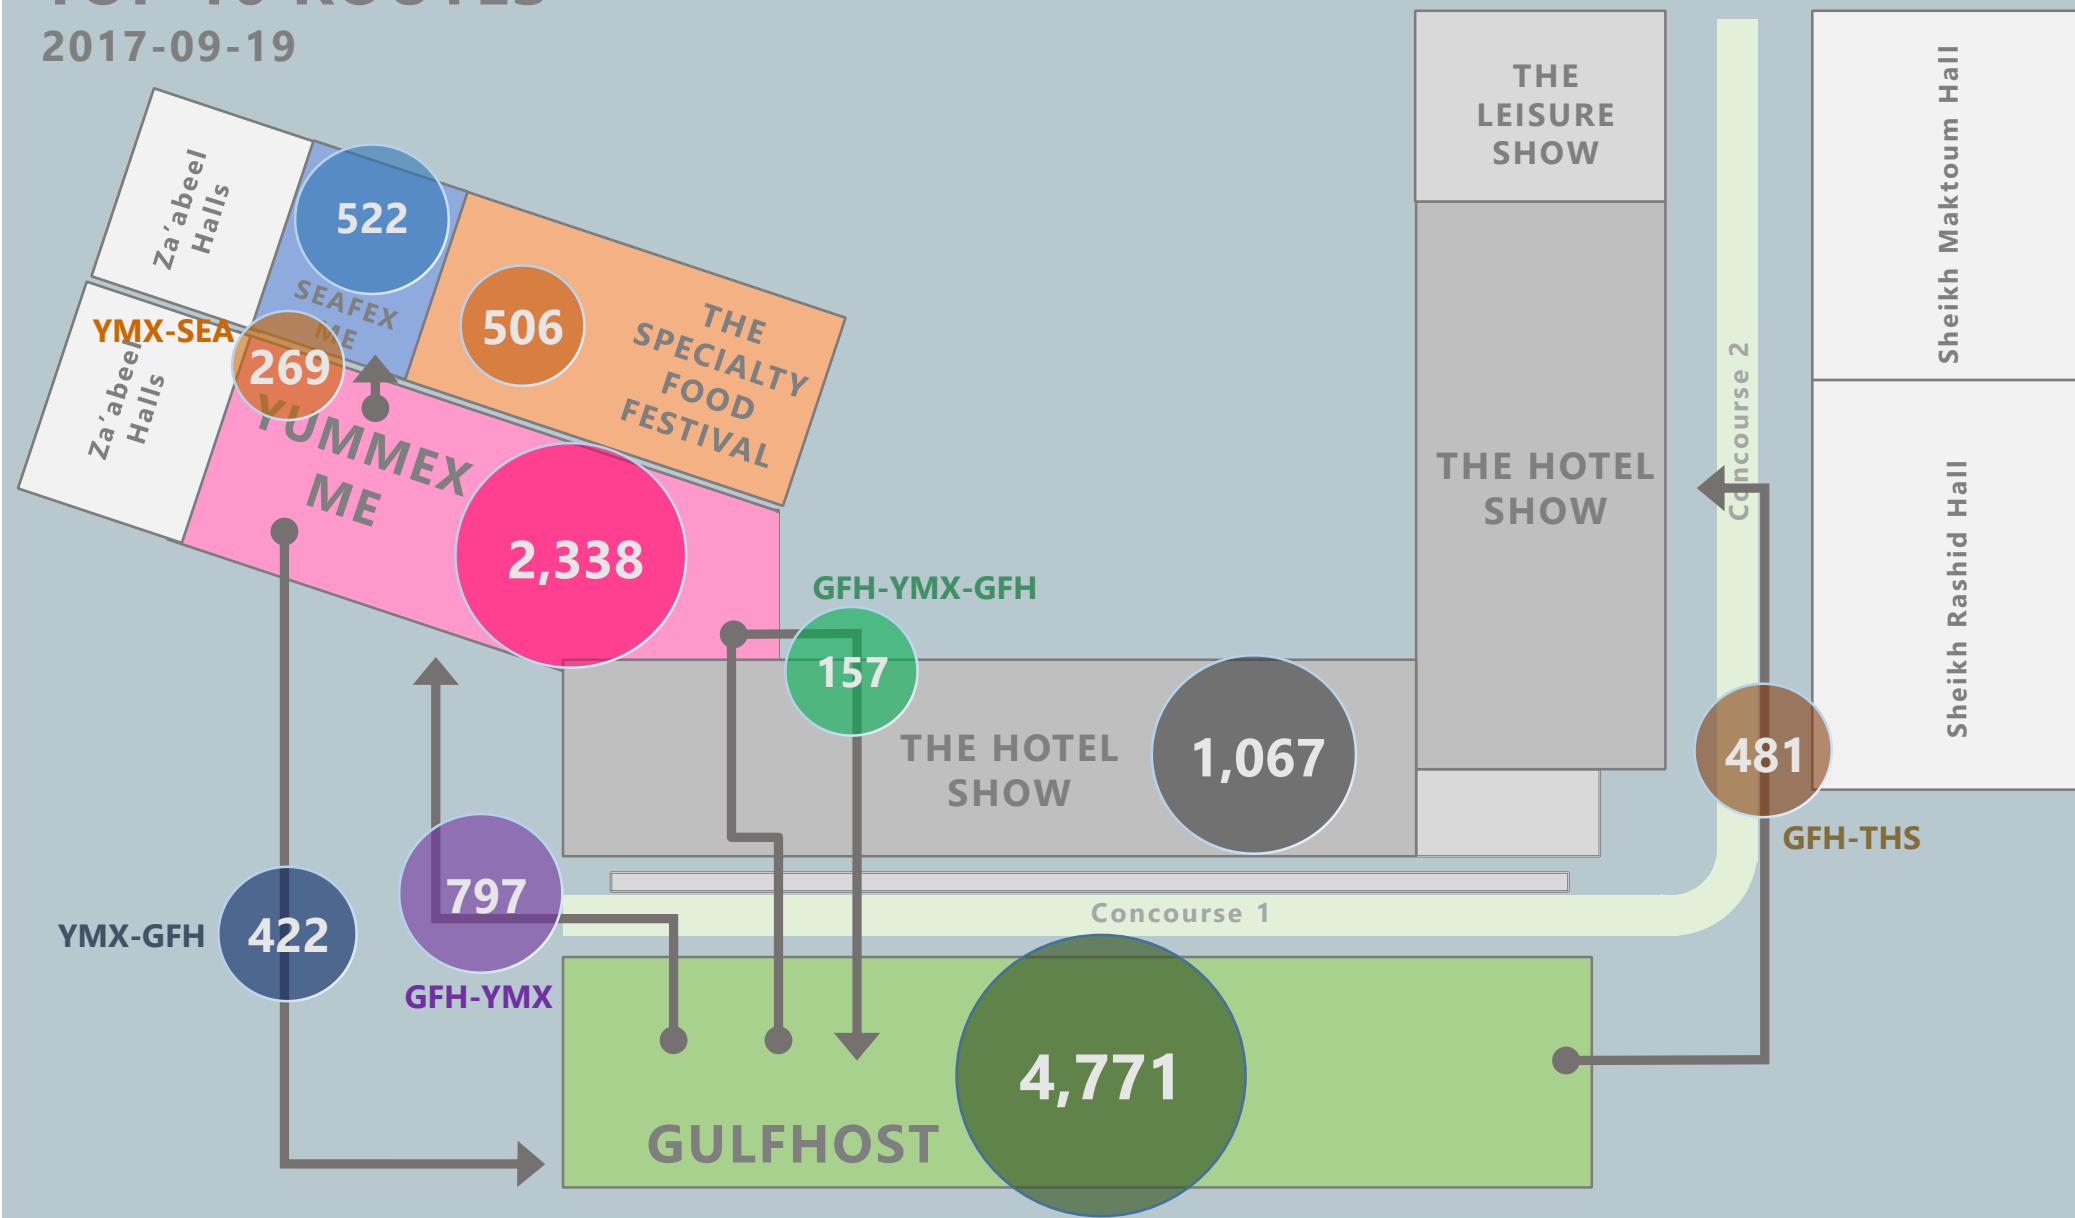 TOP 10 ROUTES
2017-09-19
THE
LEISURE
SHOW
Sheikh Maktoum Hall
Za'abeel
Halls
522
SEAFEX
ME
506
THE
SPECIALTY
FOOD
FESTIVAL
YMX-SEA
269
Za'abeel
Halls
YUMMEX
ME
2,338
THE HOTEL
SHOW
Concourse 2
Sheikh Rashid Hall
GFH-YMX-GFH
157
THE HOTEL
SHOW
1,067
481
GFH-THS
797
Concourse 1
YMX-GFH
422
GFH-YMX
4,771
GULFHOST